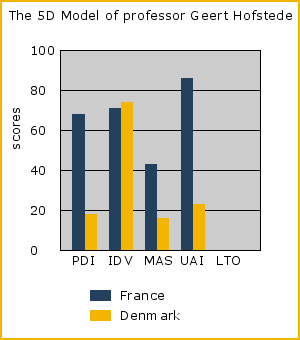 The 5D Model of professor Geert Hofstede
scores
100
80
60
40
20
0
PDI IDV MAS UAI LTO
France
Denmark